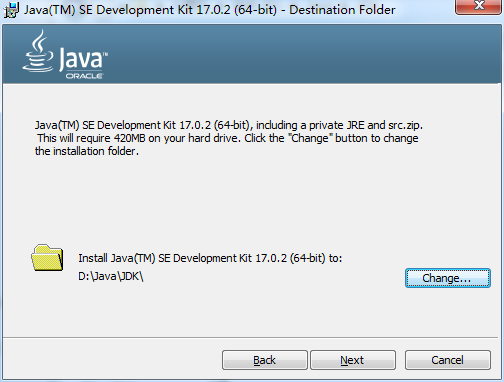 Java(TM) SE Development Kit 17.0.2 (64-bit) - Destination Folder
Java™
ORACLE
Java(TM) SE Development Kit 17.0.2 (64-bit), including a private JRE and src.zip.
This will require 420MB on your hard drive. Click the "Change" button to change
the installation folder.
Install Java(TM) SE Development Kit 17.0.2 (64-bit) to:
D:\Java\JDK\
Change...
Back
Next
Cancel